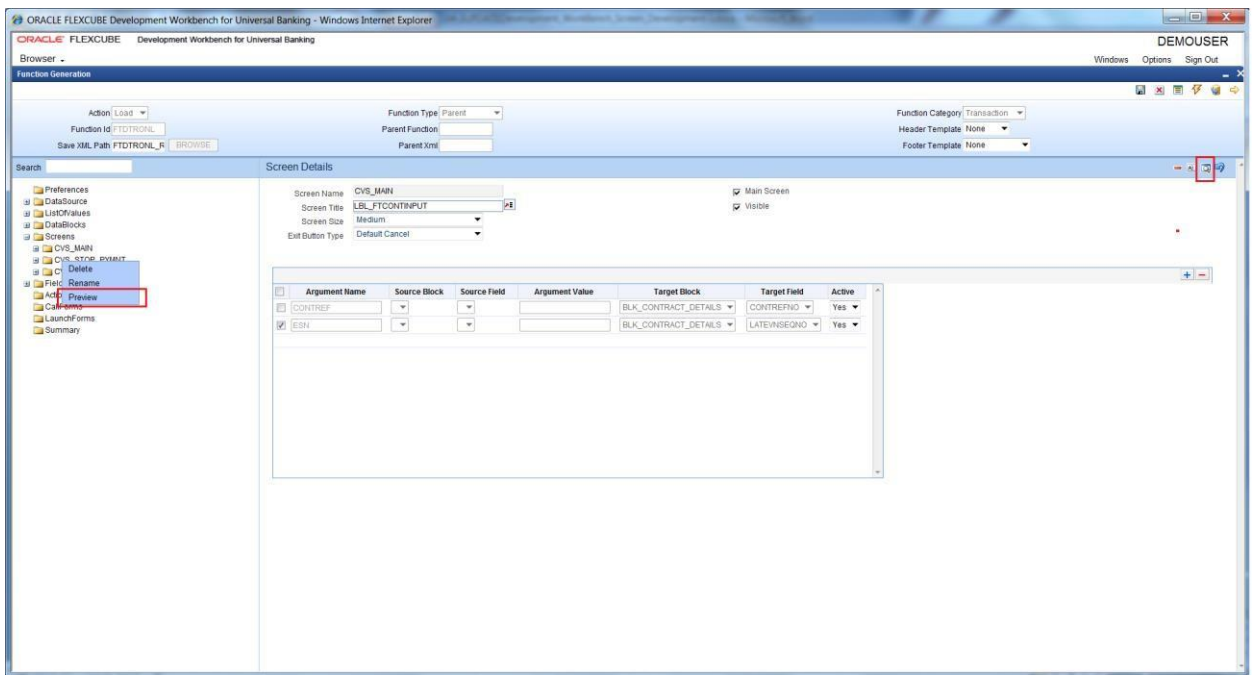 ORACLE FLEXCUBE Development Workbench for Universal Banking - Windows Internet Explorer
ORACLE FLEXCUBE Development Workbench for Universal Banking
DEMOUSER
Browser
Windows Options Sign Out
Function Generation
Action Load Function Type Parent Function Category Transaction
Function Id FTDTRONL Parent Function Header Template None
Save XML Path FTDTRONL_R BROWSE Parent Xml Footer Template None
Search Screen Details
Preferences
DataSource
ListOfValues
DataBlocks
Screens
CVS_MAIN
CVS_STOP_PYMNT
Delete
Rename
Preview
CallForms
LaunchForms
Summary
Screen Name CVS_MAIN Main Screen
Screen Title LBL_FTCONTINPUT Visible
Screen Size Medium
Exit Button Type Default Cancel
Argument Name Source Block Source Field Argument Value Target Block Target Field Active
CONTREF BLK_CONTRACT_DETAILS CONTREFNO Yes
ESN BLK_CONTRACT_DETAILS LATEVNSEQNO Yes